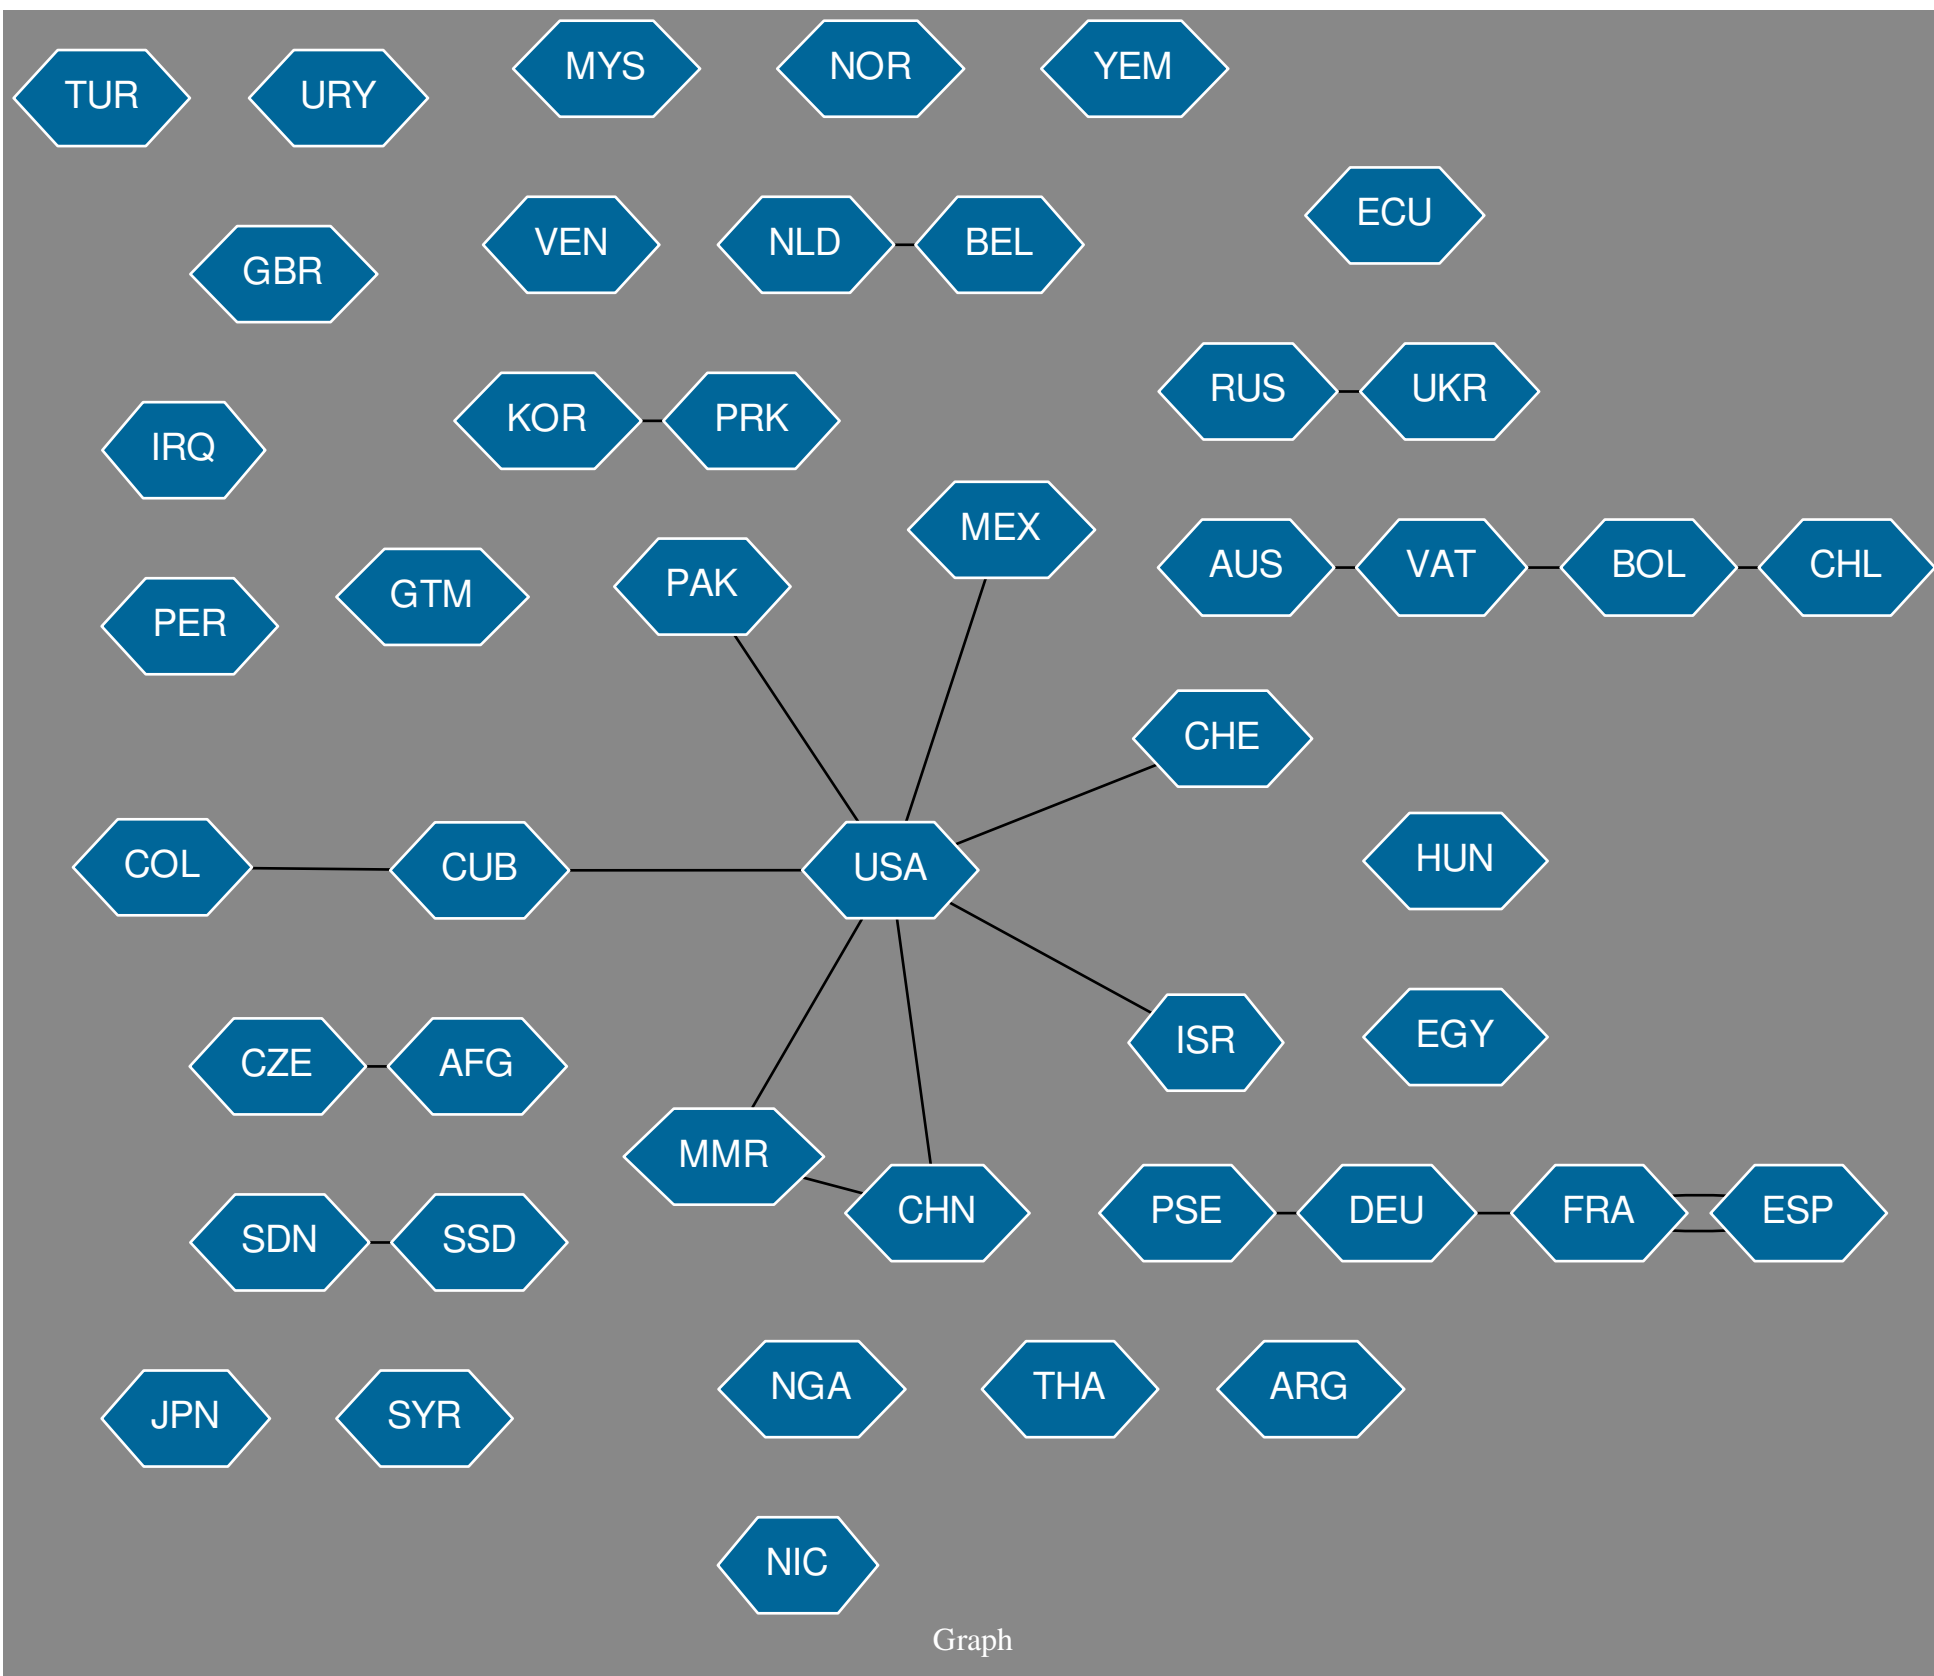 MYS
NOR
YEM
TUR
URY
ECU
VEN
NLD
BEL
GBR
RUS
UKR
KOR
PRK
IRQ
MEX
AUS
VAT
BOL
CHL
PAK
GTM
PER
CHE
HUN
COL
CUB
USA
EGY
ISR
CZE
AFG
MMR
CHN
PSE
DEU
FRA
ESP
SDN
SSD
NGA
THA
ARG
JPN
SYR
NIC
Graph